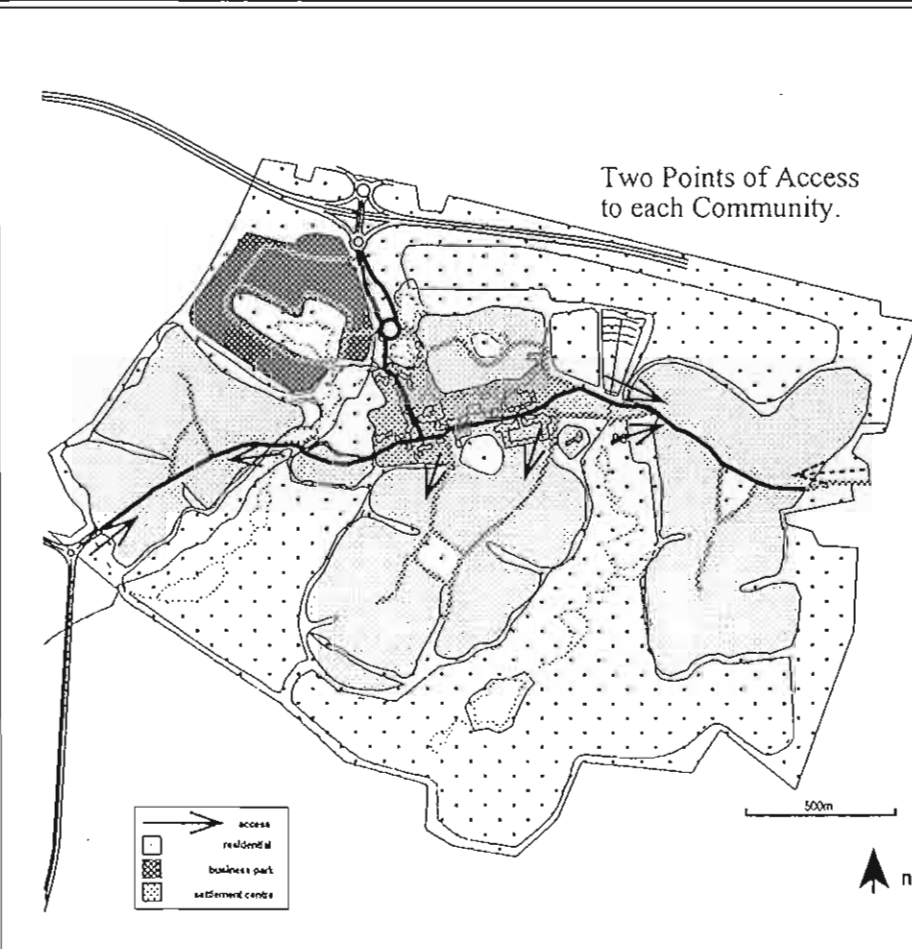 Two Points of Access
to each Community.
500m
n
access
residential
business park
settlement centre